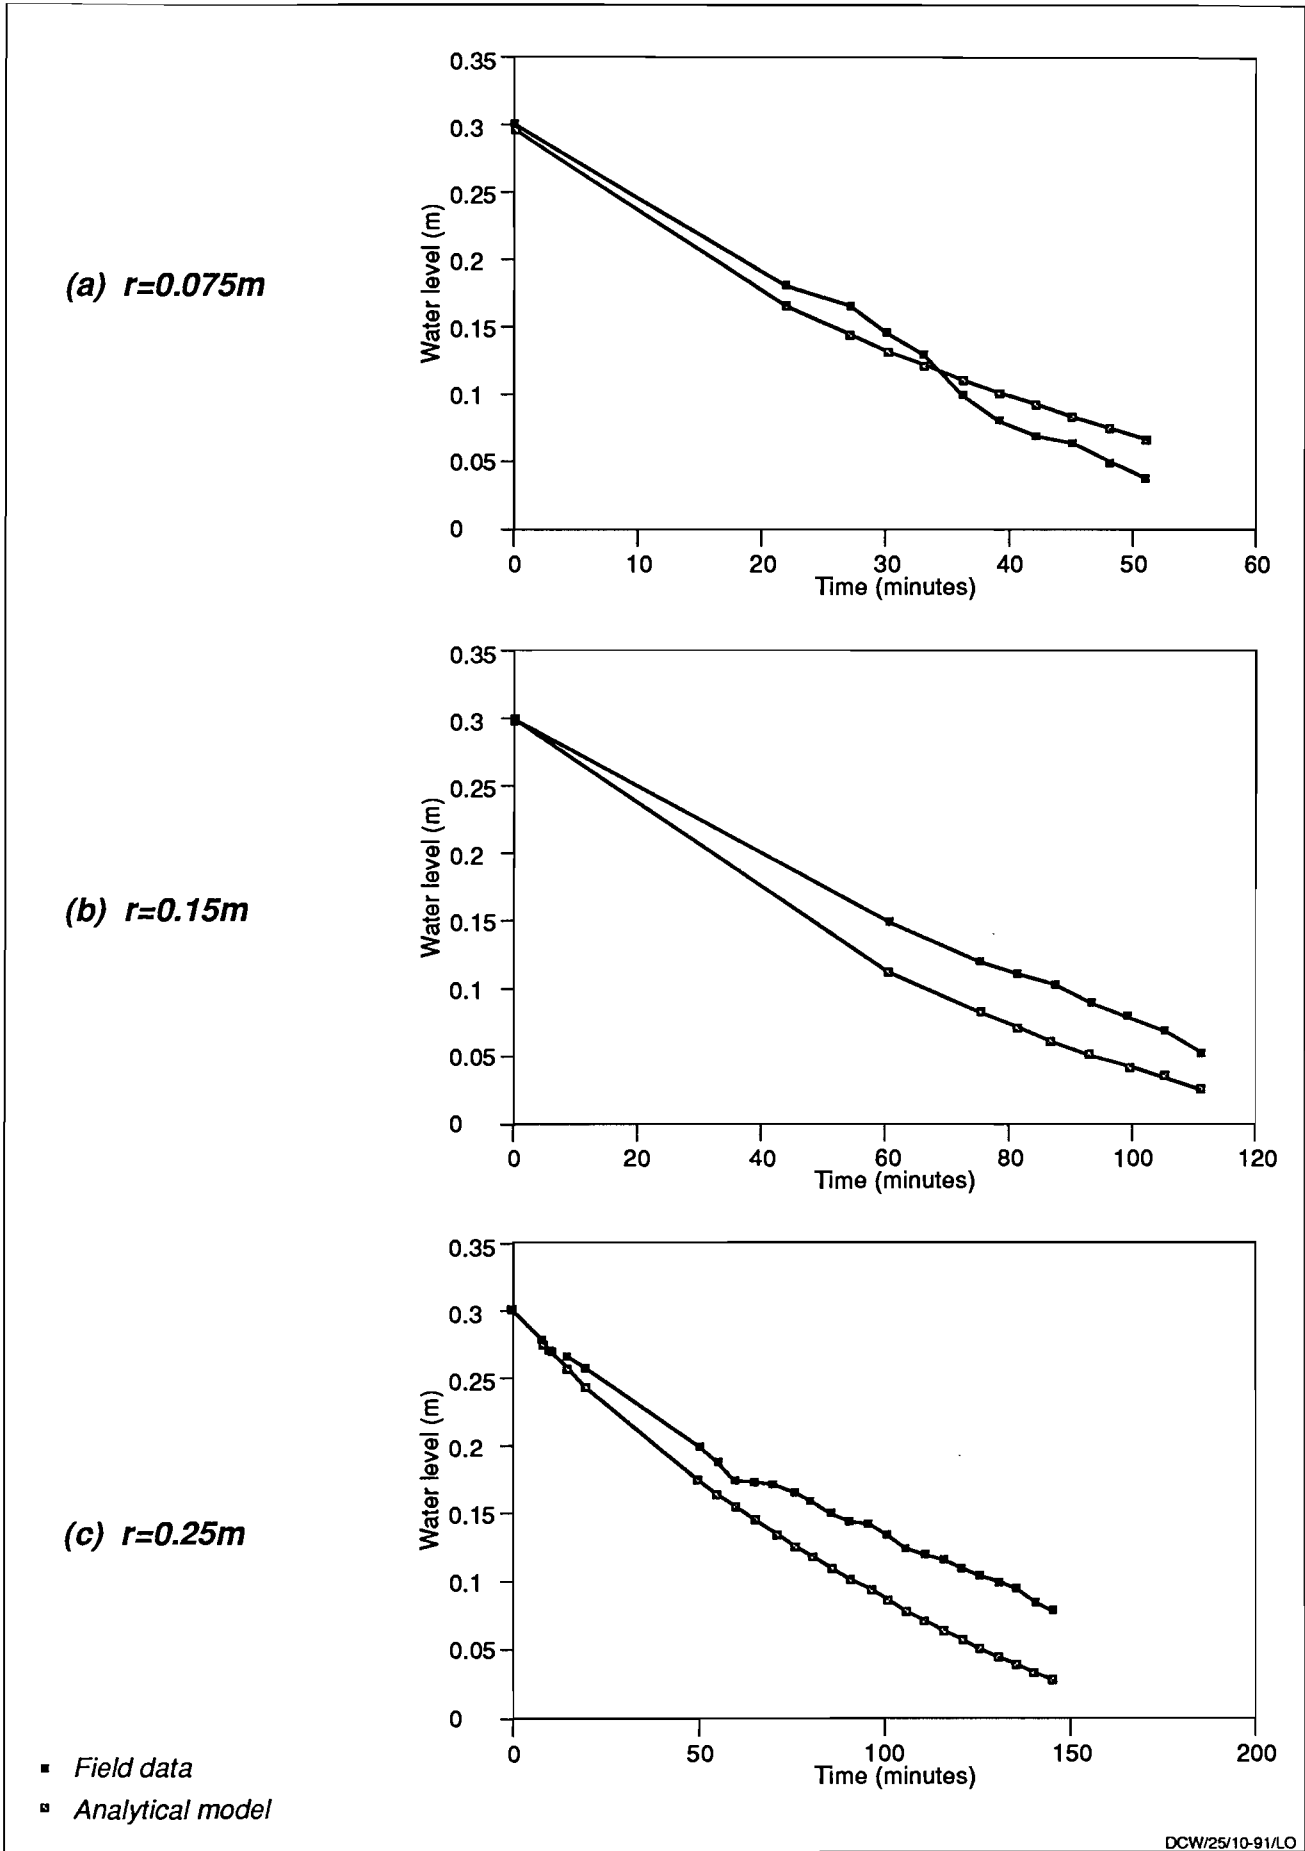 (a) r=0.075m
Water level (m)
0.35
0.3
0.25
0.2
0.15
0.1
0.05
0
0 10 20 30 40 50 60
Time (minutes)
(b) r=0.15m
Water level (m)
0.35
0.3
0.25
0.2
0.15
0.1
0.05
0
0 20 40 60 80 100 120
Time (minutes)
(c) r=0.25m
Water level (m)
0.35
0.3
0.25
0.2
0.15
0.1
0.05
0
0 50 100 150 200
Time (minutes)
Field data
Analytical model
DCW/25/10-91/LO